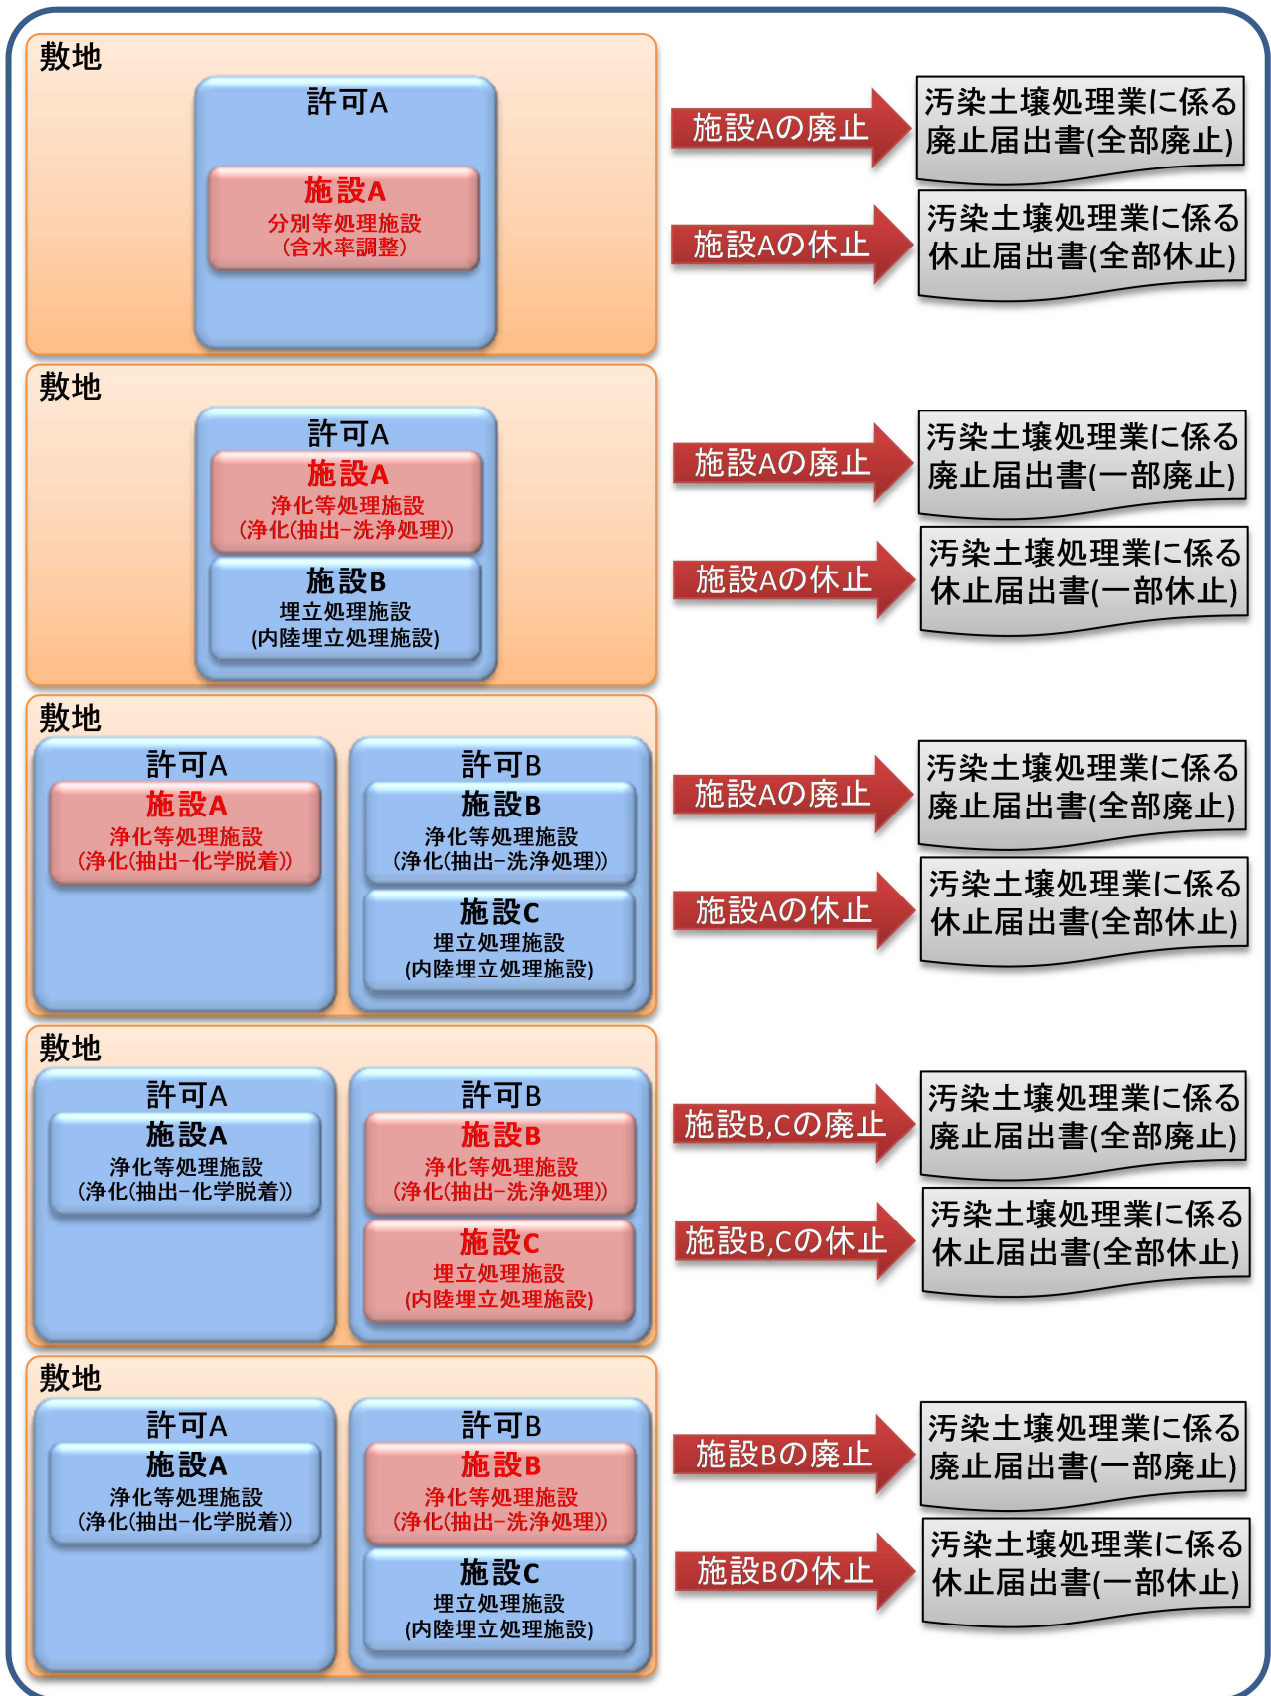 敷地
許可A
施設A
分別等処理施設
(含水率調整)
施設Aの廃止
汚染土壌処理業に係る
廃止届出書(全部廃止)
施設Aの休止
汚染土壌処理業に係る
休止届出書(全部休止)
敷地
許可A
施設A
浄化等処理施設
(浄化(抽出−洗浄処理))
施設B
埋立処理施設
(内陸埋立処理施設)
施設Aの廃止
汚染土壌処理業に係る
廃止届出書(一部廃止)
施設Aの休止
汚染土壌処理業に係る
休止届出書(一部休止)
敷地
許可A
施設A
浄化等処理施設
(浄化(抽出−化学脱着))
許可B
施設B
浄化等処理施設
(浄化(抽出−洗浄処理))
施設C
埋立処理施設
(内陸埋立処理施設)
施設Aの廃止
汚染土壌処理業に係る
廃止届出書(全部廃止)
施設Aの休止
汚染土壌処理業に係る
休止届出書(全部休止)
敷地
許可A
施設A
浄化等処理施設
(浄化(抽出−化学脱着))
許可B
施設B
浄化等処理施設
(浄化(抽出−洗浄処理))
施設C
埋立処理施設
(内陸埋立処理施設)
施設B,Cの廃止
汚染土壌処理業に係る
廃止届出書(全部廃止)
施設B,Cの休止
汚染土壌処理業に係る
休止届出書(全部休止)
敷地
許可A
施設A
浄化等処理施設
(浄化(抽出−化学脱着))
許可B
施設B
浄化等処理施設
(浄化(抽出−洗浄処理))
施設C
埋立処理施設
(内陸埋立処理施設)
施設Bの廃止
汚染土壌処理業に係る
廃止届出書(一部廃止)
施設Bの休止
汚染土壌処理業に係る
休止届出書(一部休止)